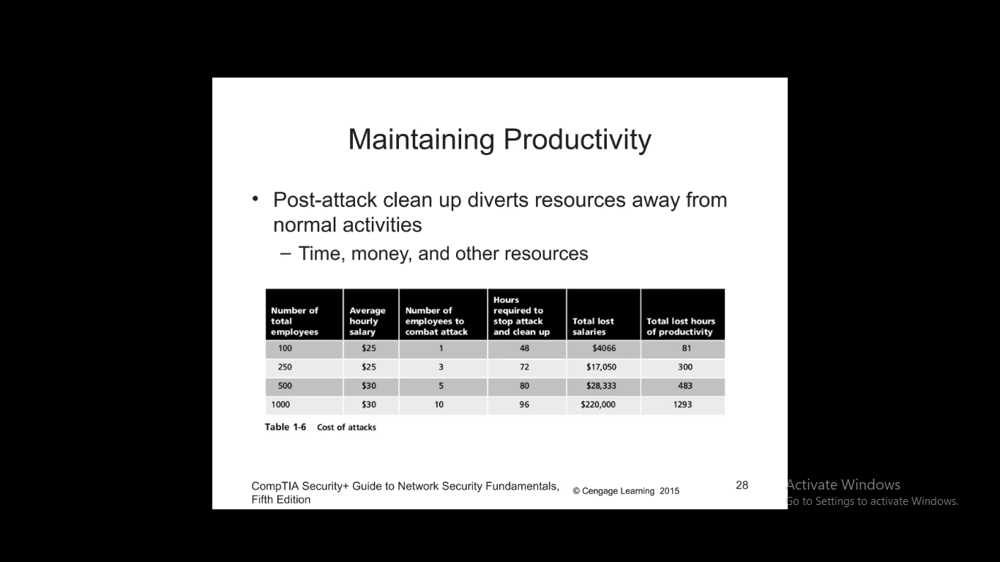 Maintaining Productivity
• Post-attack clean up diverts resources away from
normal activities
– Time, money, and other resources
Number of total employees | Average hourly salary | Number of employees to combat attack | Hours required to stop attack and clean up | Total lost salaries | Total lost hours of productivity
100 | $25 | 1 | 48 | $4066 | 81
250 | $25 | 3 | 72 | $17,050 | 300
500 | $30 | 5 | 80 | $28,333 | 483
1000 | $30 | 10 | 96 | $220,000 | 1293
Table 1-6 Cost of attacks
CompTIA Security+ Guide to Network Security Fundamentals,
Fifth Edition
© Cengage Learning 2015
28
Activate Windows
Go to Settings to activate Windows.